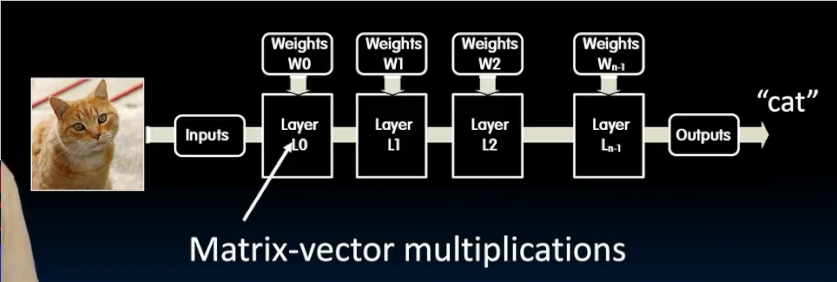 Weights
W0
Weights
W1
Weights
W2
Weights
Wn-1
Inputs
Layer
L0
Layer
L1
Layer
L2
Layer
Ln-1
Outputs
“cat”
Matrix-vector multiplications